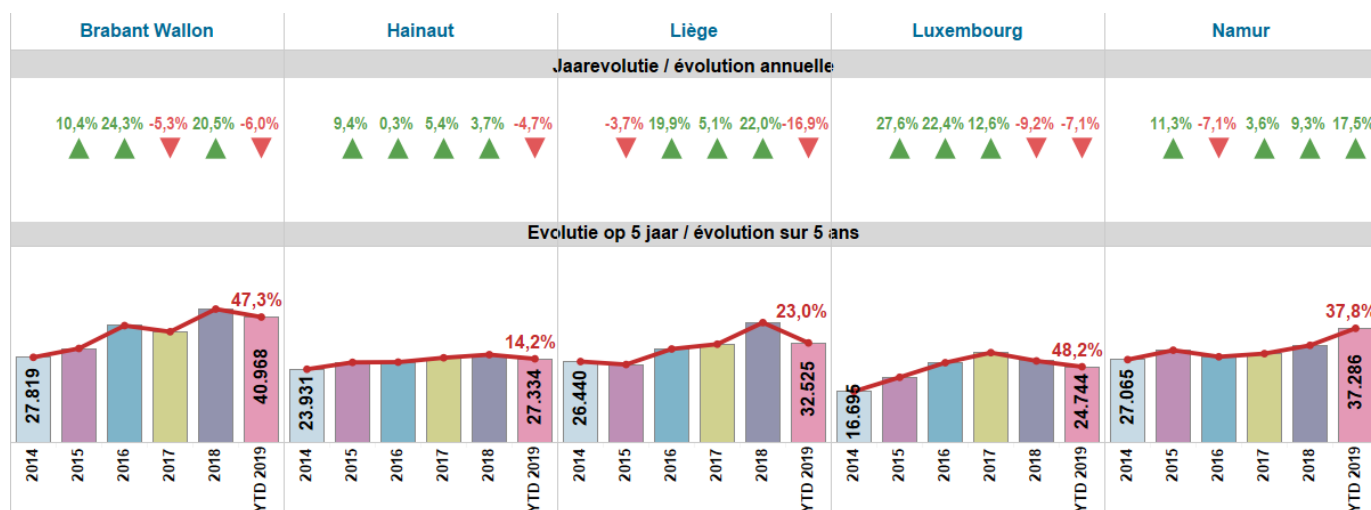 Brabant Wallon Hainaut Liège Luxembourg Namur
Jaarevolutie / évolution annuelle
10,4% 24,3% -5,3% 20,5% -6,0% 9,4% 0,3% 5,4% 3,7% -4,7% -3,7% 19,9% 5,1% 22,0% -16,9% 27,6% 22,4% 12,6% -9,2% -7,1% 11,3% -7,1% 3,6% 9,3% 17,5%
Evolutie op 5 jaar / évolution sur 5 ans
47,3% 14,2% 23,0% 48,2% 37,8%
27.819 40.968 23.931 27.334 26.440 32.525 16.695 24.744 27.065 37.286
2014 2015 2016 2017 2018 YTD 2019 2014 2015 2016 2017 2018 YTD 2019 2014 2015 2016 2017 2018 YTD 2019 2014 2015 2016 2017 2018 YTD 2019 2014 2015 2016 2017 2018 YTD 2019